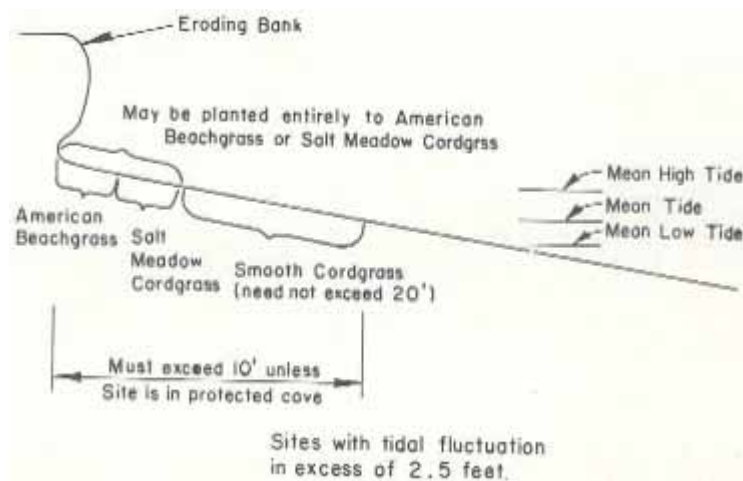 Eroding Bank
May be planted entirely to American
Beachgrass or Salt Meadow Cordgrss
Mean High Tide
Mean Tide
Mean Low Tide
American
Beachgrass
Salt
Meadow
Cordgrass
Smooth Cordgrass
(need not exceed 20')
Must exceed 10' unless
Site is in protected cove
Sites with tidal fluctuation
in excess of 2.5 feet.